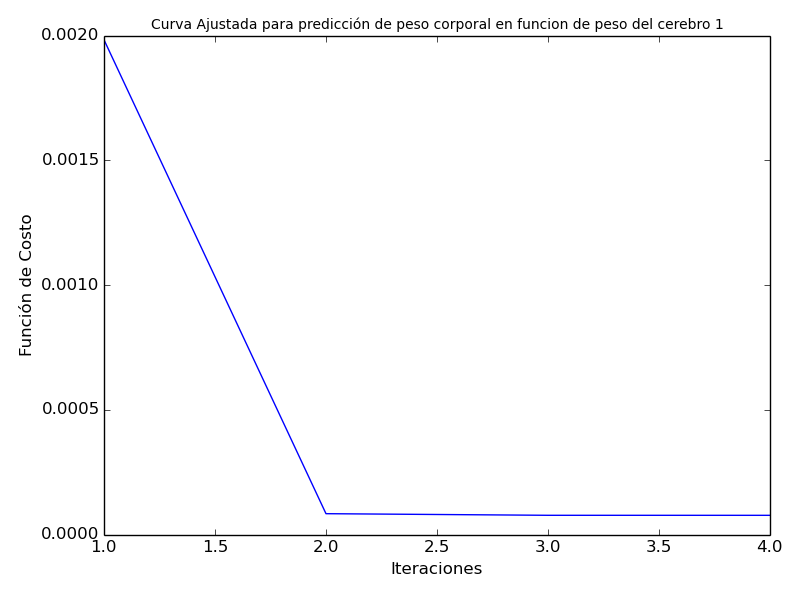 Curva Ajustada para predicción de peso corporal en funcion de peso del cerebro 1
0.0020
0.0015
0.0010
0.0005
0.0000
Función de Costo
1.0 1.5 2.0 2.5 3.0 3.5 4.0
Iteraciones